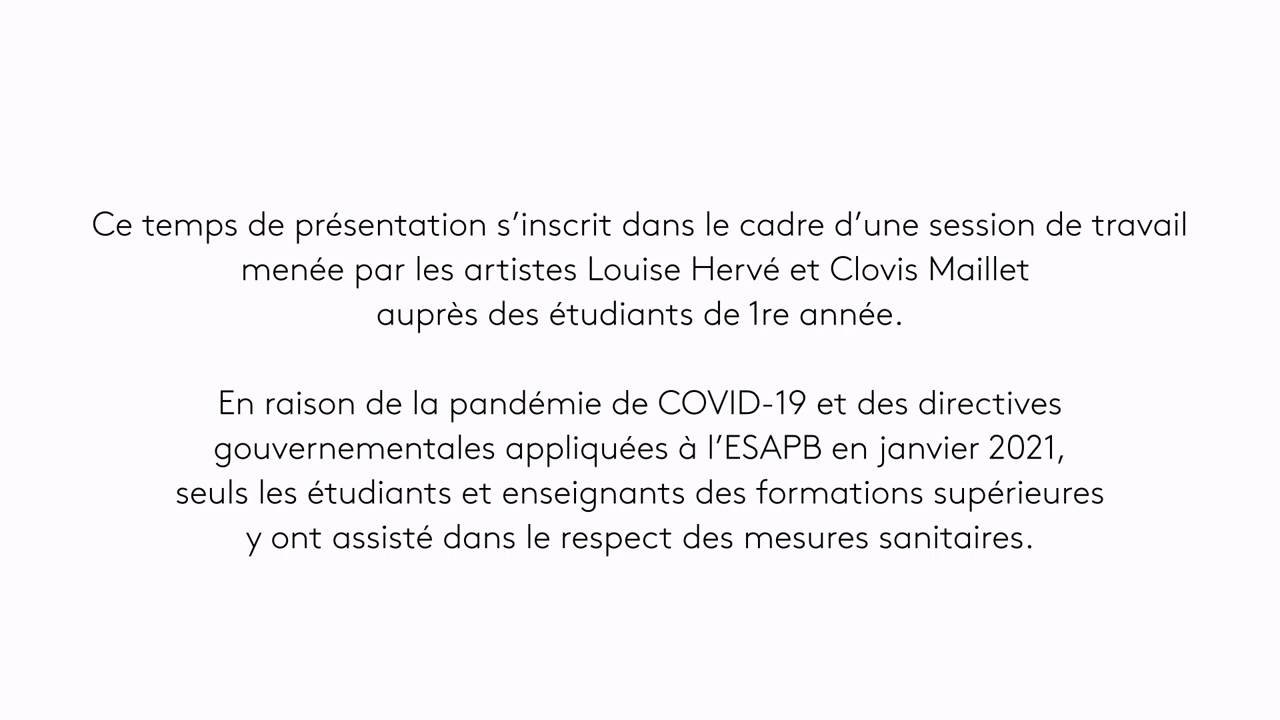 Ce temps de présentation s’inscrit dans le cadre d’une session de travail
menée par les artistes Louise Hervé et Clovis Maillet
auprès des étudiants de 1re année.
En raison de la pandémie de COVID-19 et des directives
gouvernementales appliquées à l’ESAPB en janvier 2021,
seuls les étudiants et enseignants des formations supérieures
y ont assisté dans le respect des mesures sanitaires.